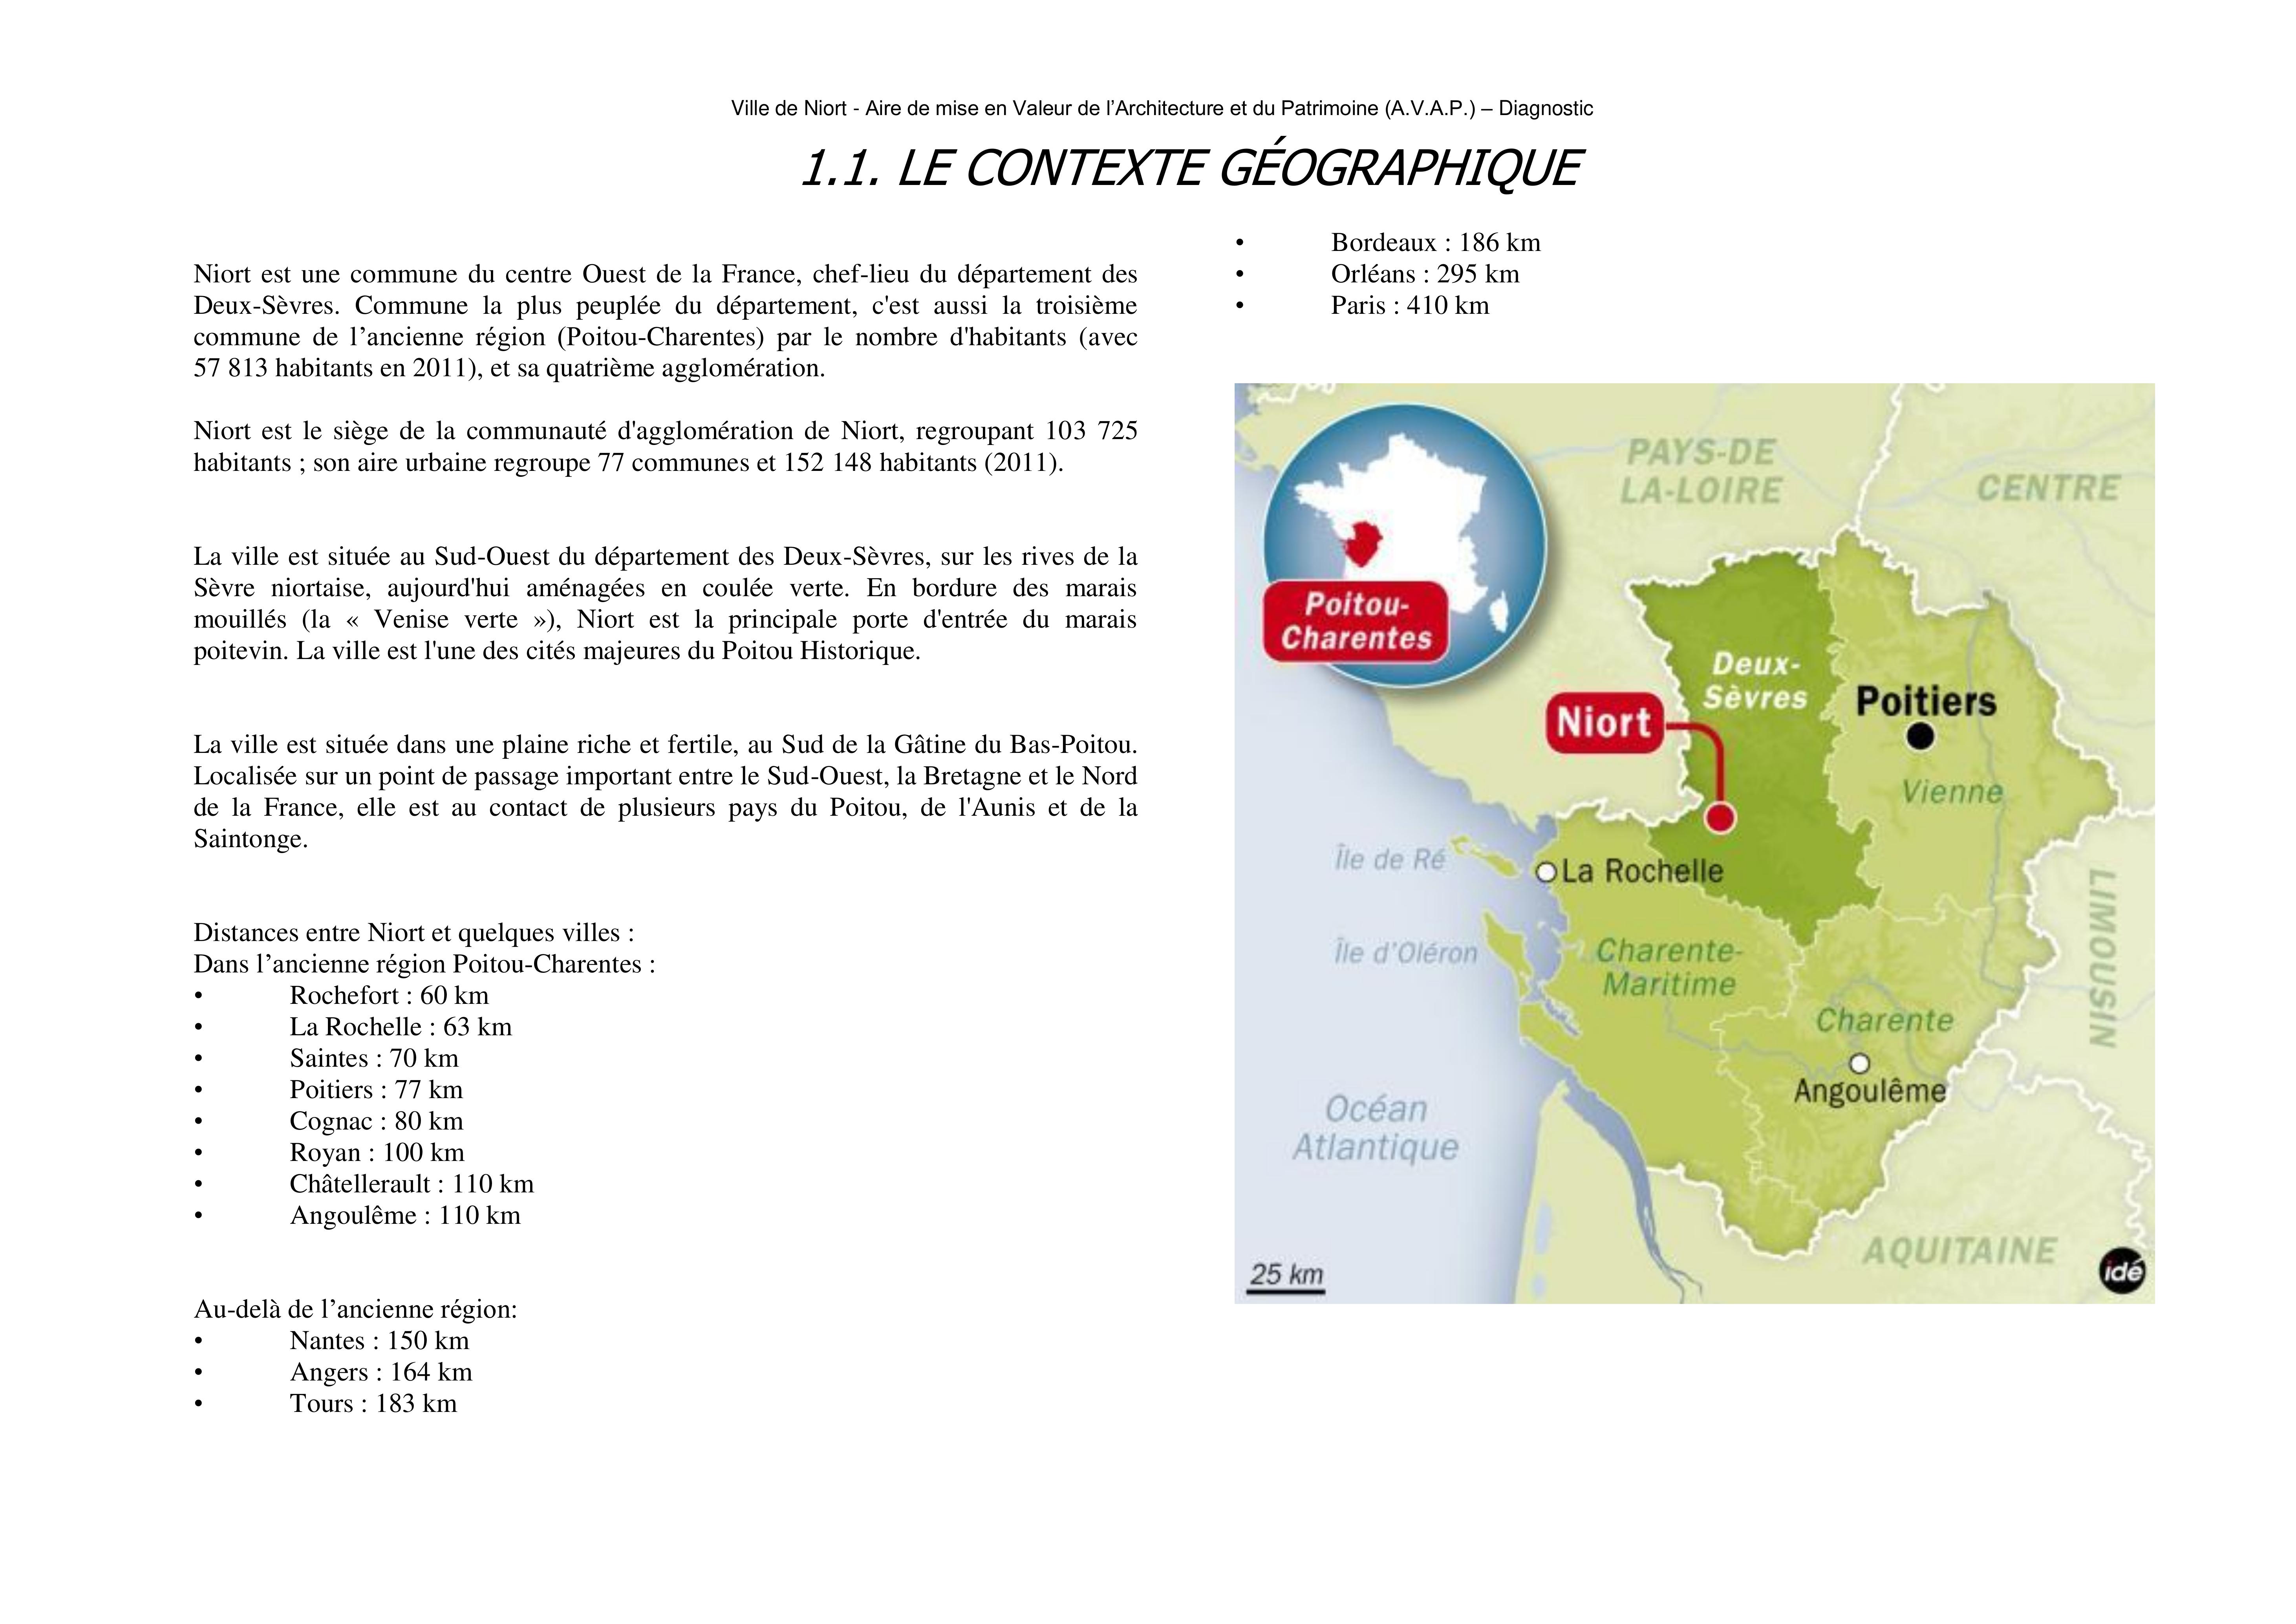 Ville de Niort - Aire de mise en Valeur de l’Architecture et du Patrimoine (A.V.A.P.) – Diagnostic
1.1. LE CONTEXTE GÉOGRAPHIQUE
Niort est une commune du centre Ouest de la France, chef-lieu du département des
Deux-Sèvres. Commune la plus peuplée du département, c'est aussi la troisième
commune de l’ancienne région (Poitou-Charentes) par le nombre d'habitants (avec
57 813 habitants en 2011), et sa quatrième agglomération.
Niort est le siège de la communauté d'agglomération de Niort, regroupant 103 725
habitants ; son aire urbaine regroupe 77 communes et 152 148 habitants (2011).
La ville est située au Sud-Ouest du département des Deux-Sèvres, sur les rives de la
Sèvre niortaise, aujourd'hui aménagées en coulée verte. En bordure des marais
mouillés (la « Venise verte »), Niort est la principale porte d'entrée du marais
poitevin. La ville est l'une des cités majeures du Poitou Historique.
La ville est située dans une plaine riche et fertile, au Sud de la Gâtine du Bas-Poitou.
Localisée sur un point de passage important entre le Sud-Ouest, la Bretagne et le Nord
de la France, elle est au contact de plusieurs pays du Poitou, de l'Aunis et de la
Saintonge.
Distances entre Niort et quelques villes :
Dans l’ancienne région Poitou-Charentes :
• Rochefort : 60 km
• La Rochelle : 63 km
• Saintes : 70 km
• Poitiers : 77 km
• Cognac : 80 km
• Royan : 100 km
• Châtellerault : 110 km
• Angoulême : 110 km
Au-delà de l’ancienne région:
• Nantes : 150 km
• Angers : 164 km
• Tours : 183 km
• Bordeaux : 186 km
• Orléans : 295 km
• Paris : 410 km
PAYS-DE
LA-LOIRE
CENTRE
Poitou-
Charentes
Deux-
Sèvres
Niort
Poitiers
Vienne
Île de Ré
La Rochelle
LIMOUSIN
Île d’Oléron
Charente-
Maritime
Charente
Angoulême
Océan
Atlantique
AQUITAINE
25 km
idé